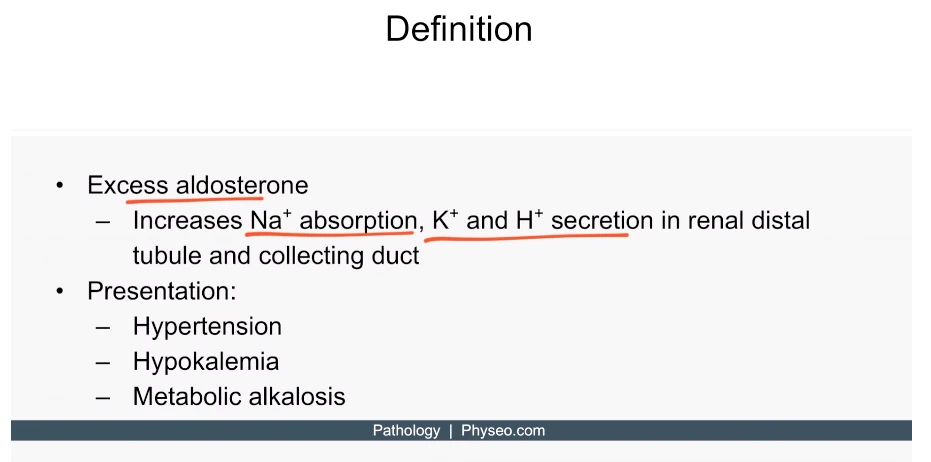 Definition
• Excess aldosterone
– Increases Na⁺ absorption, K⁺ and H⁺ secretion in renal distal
tubule and collecting duct
• Presentation:
– Hypertension
– Hypokalemia
– Metabolic alkalosis
Pathology | Physeo.com